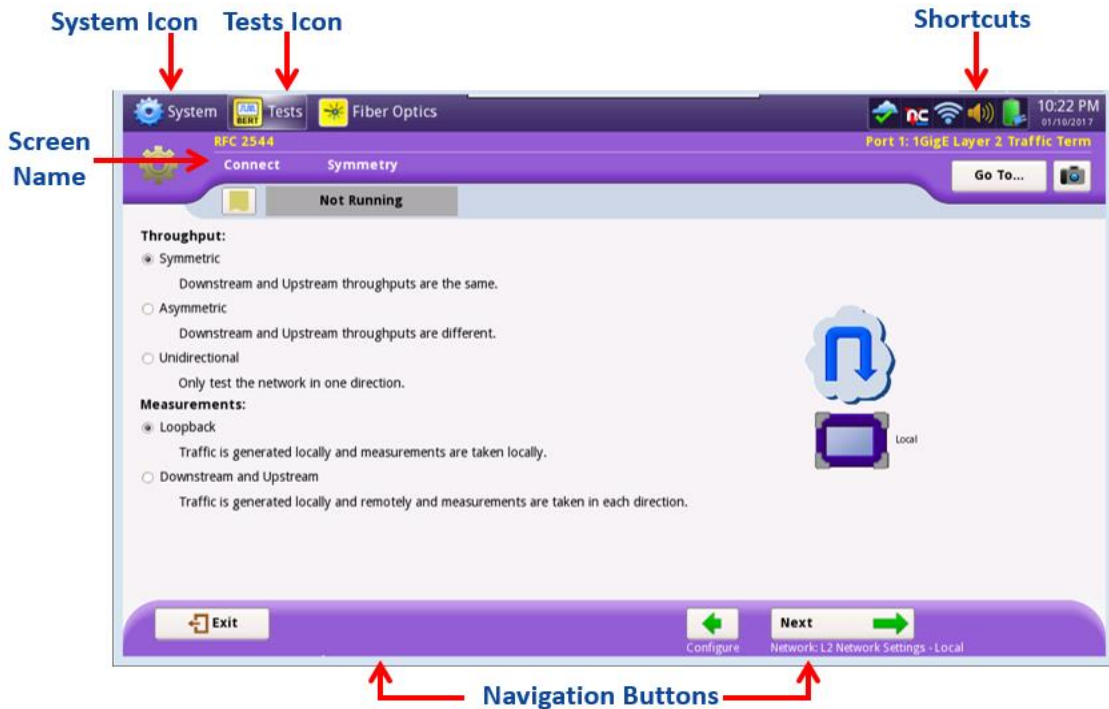 System Icon Tests Icon Shortcuts
System BERT Tests Fiber Optics nc 10:22 PM
01/10/2017
Screen
Name
RFC 2544 Port 1: 1GigE Layer 2 Traffic Term
Connect Symmetry
Go To...
Not Running
Throughput:
Symmetric
Downstream and Upstream throughputs are the same.
Asymmetric
Downstream and Upstream throughputs are different.
Unidirectional
Only test the network in one direction.
Measurements:
Loopback
Traffic is generated locally and measurements are taken locally.
Downstream and Upstream
Traffic is generated locally and remotely and measurements are taken in each direction.
Local
Exit Next
Configure Network: L2 Network Settings - Local
Navigation Buttons